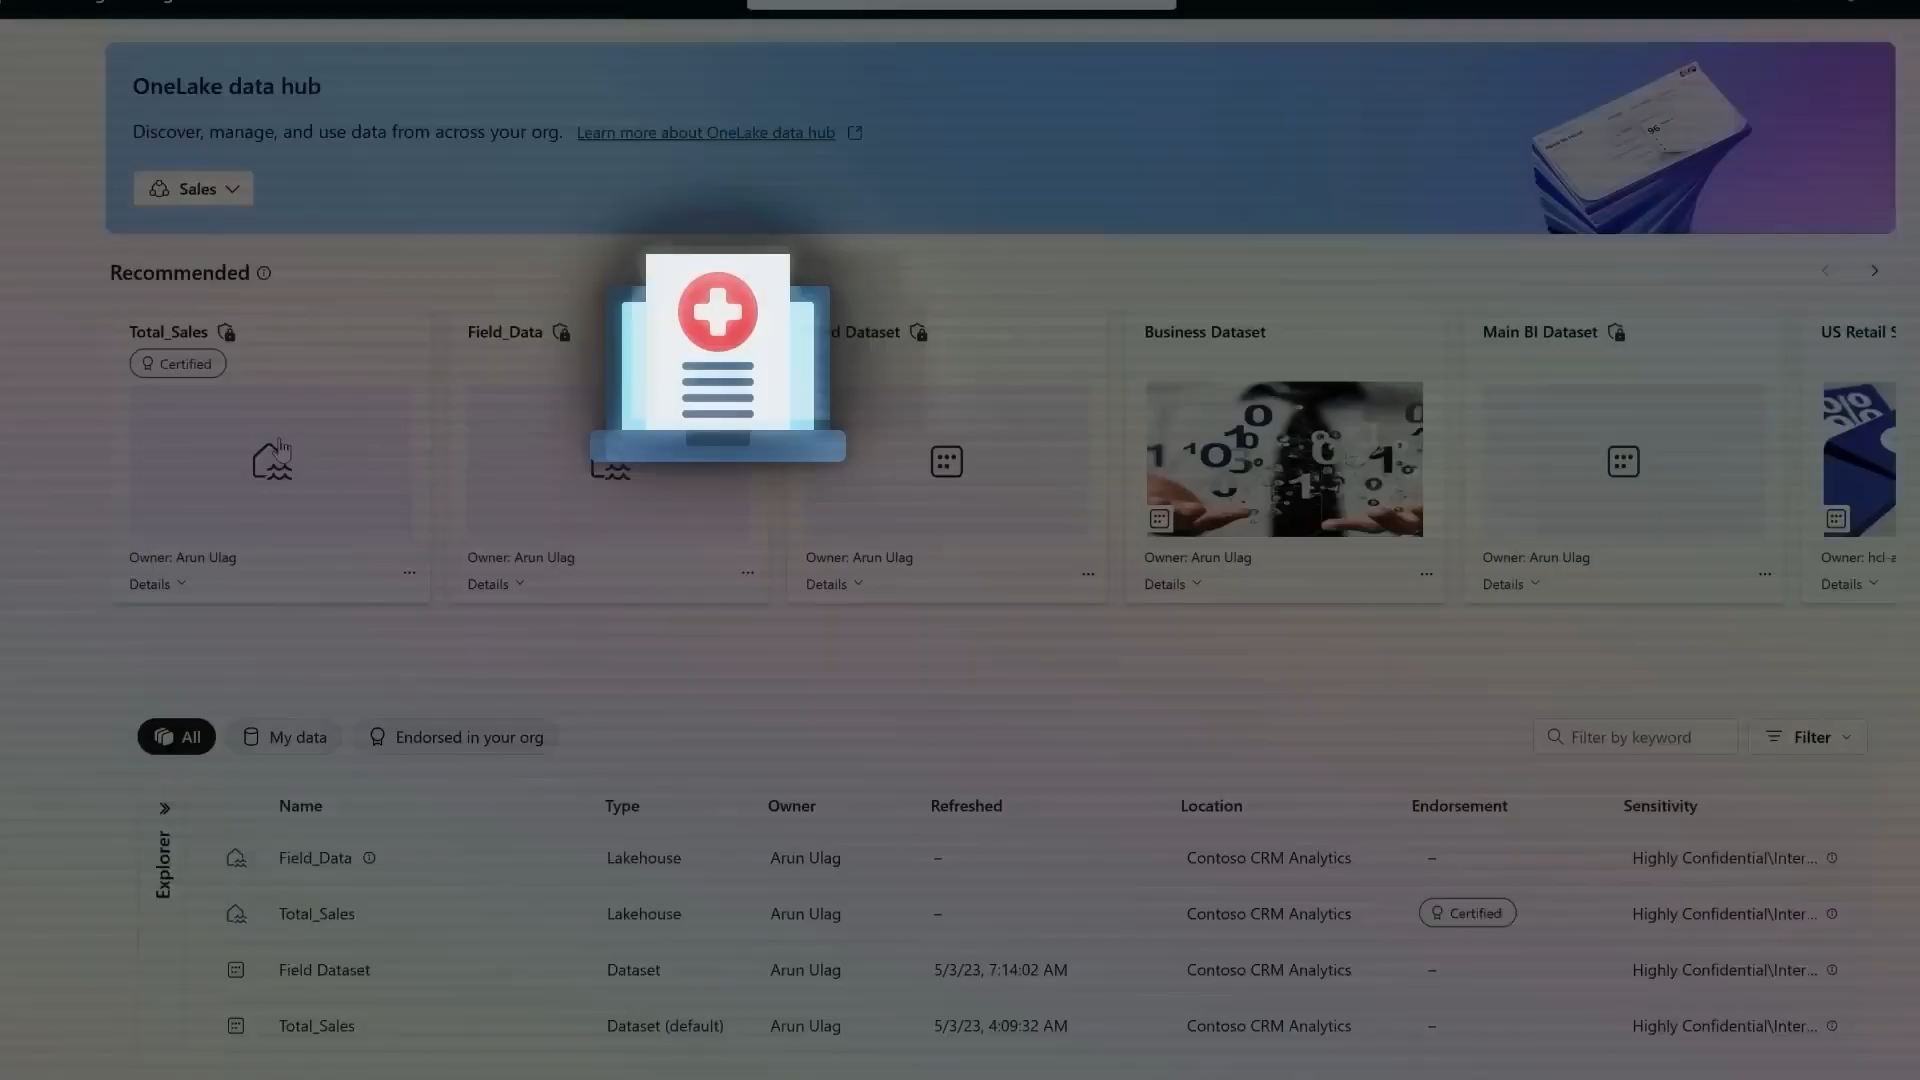 OneLake data hub
Discover, manage, and use data from across your org. Learn more about OneLake data hub
Sales
Recommended
Total_Sales
Certified
Field_Data
Dataset
Business Dataset
Main BI Dataset
US Retail
Owner: Arun Ulag
Details
Owner: Arun Ulag
Details
Owner: Arun Ulag
Details
Owner: Arun Ulag
Details
Owner: Arun Ulag
Details
Owner: hcl-a
Details
All
My data
Endorsed in your org
Filter by keyword
Filter
Explorer
Name Type Owner Refreshed Location Endorsement Sensitivity
Field_Data Lakehouse Arun Ulag – Contoso CRM Analytics – Highly Confidential\Inter...
Total_Sales Lakehouse Arun Ulag – Contoso CRM Analytics Certified Highly Confidential\Inter...
Field Dataset Dataset Arun Ulag 5/3/23, 7:14:02 AM Contoso CRM Analytics – Highly Confidential\Inter...
Total_Sales Dataset (default) Arun Ulag 5/3/23, 4:09:32 AM Contoso CRM Analytics – Highly Confidential\Inter...